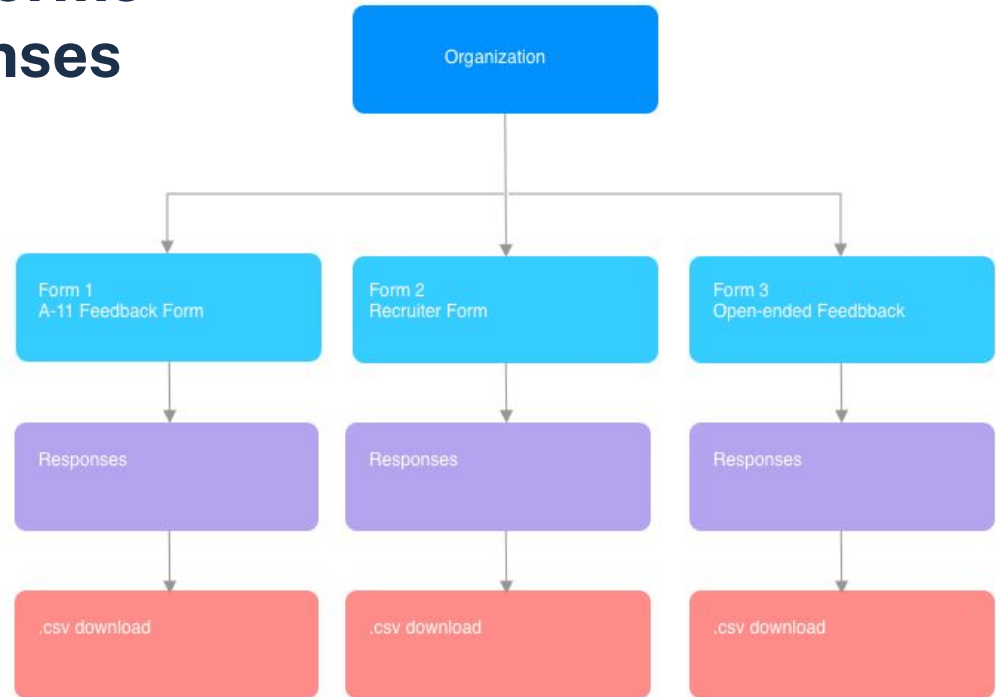 nses
Organization
Form 1
A-11 Feedback Form
Form 2
Recruiter Form
Form 3
Open-ended Feedbback
Responses
Responses
Responses
.csv download
.csv download
.csv download